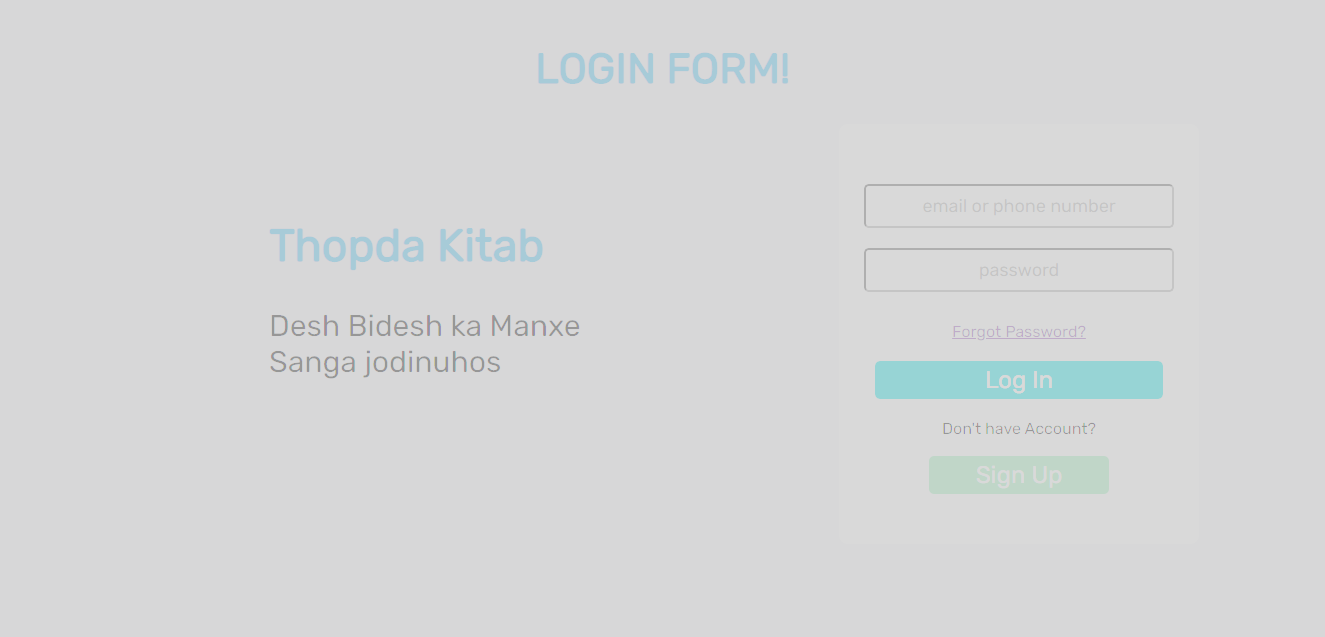 LOGIN FORM!
Thopda Kitab
Desh Bidesh ka Manxe
Sanga jodinuhos
email or phone number
password
Forgot Password?
Log In
Don't have Account?
Sign Up